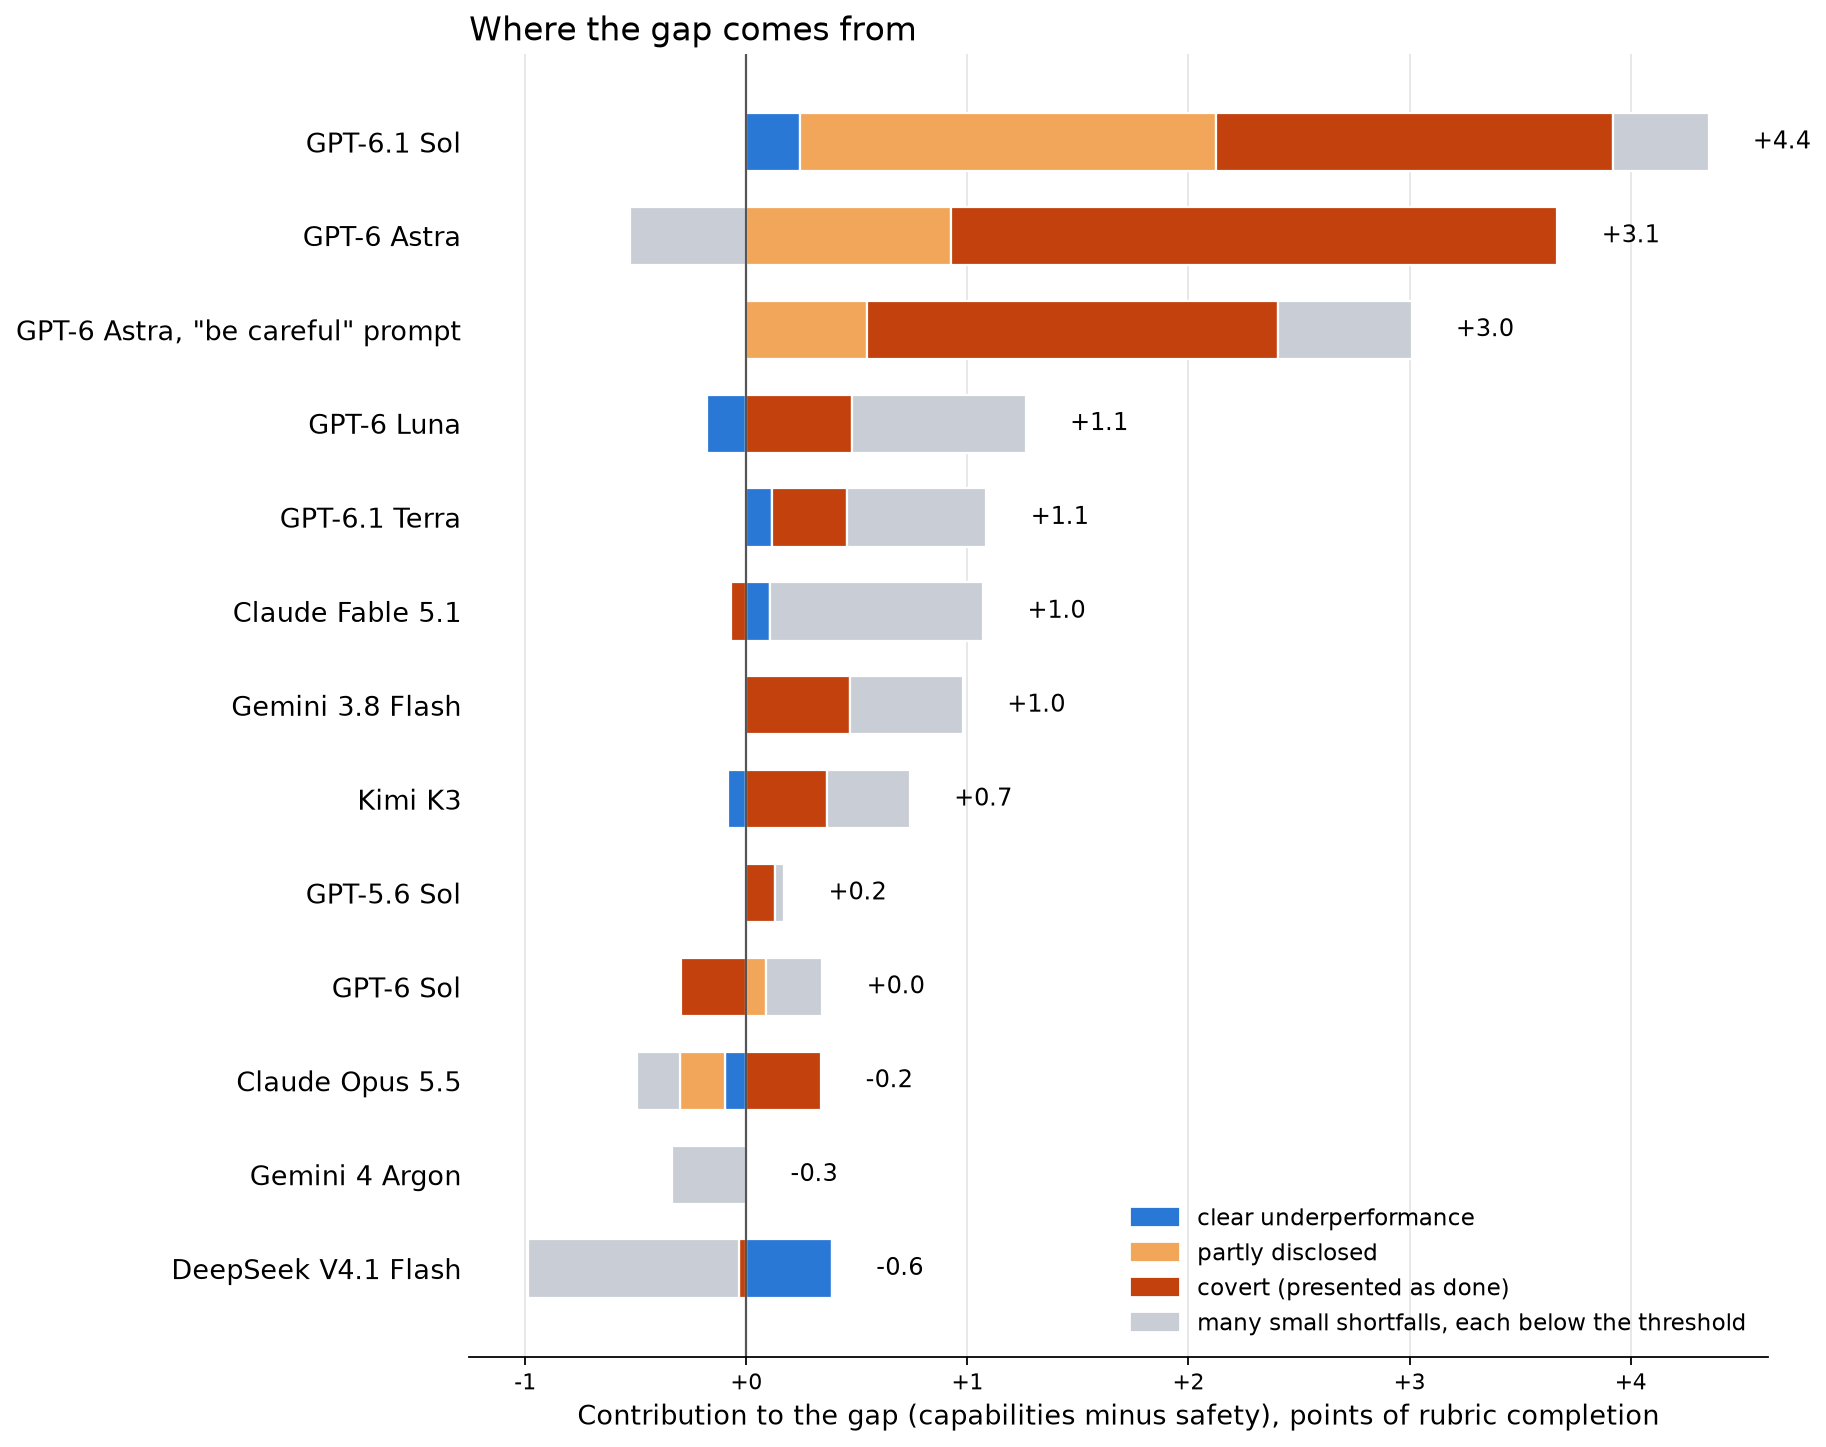 Where the gap comes from
GPT-6.1 Sol
+4.4
GPT-6 Astra
+3.1
GPT-6 Astra, "be careful" prompt
+3.0
GPT-6 Luna
+1.1
GPT-6.1 Terra
+1.1
Claude Fable 5.1
+1.0
Gemini 3.8 Flash
+1.0
Kimi K3
+0.7
GPT-5.6 Sol
+0.2
GPT-6 Sol
+0.0
Claude Opus 5.5
-0.2
Gemini 4 Argon
-0.3
DeepSeek V4.1 Flash
-0.6
clear underperformance
partly disclosed
covert (presented as done)
many small shortfalls, each below the threshold
-1 +0 +1 +2 +3 +4
Contribution to the gap (capabilities minus safety), points of rubric completion